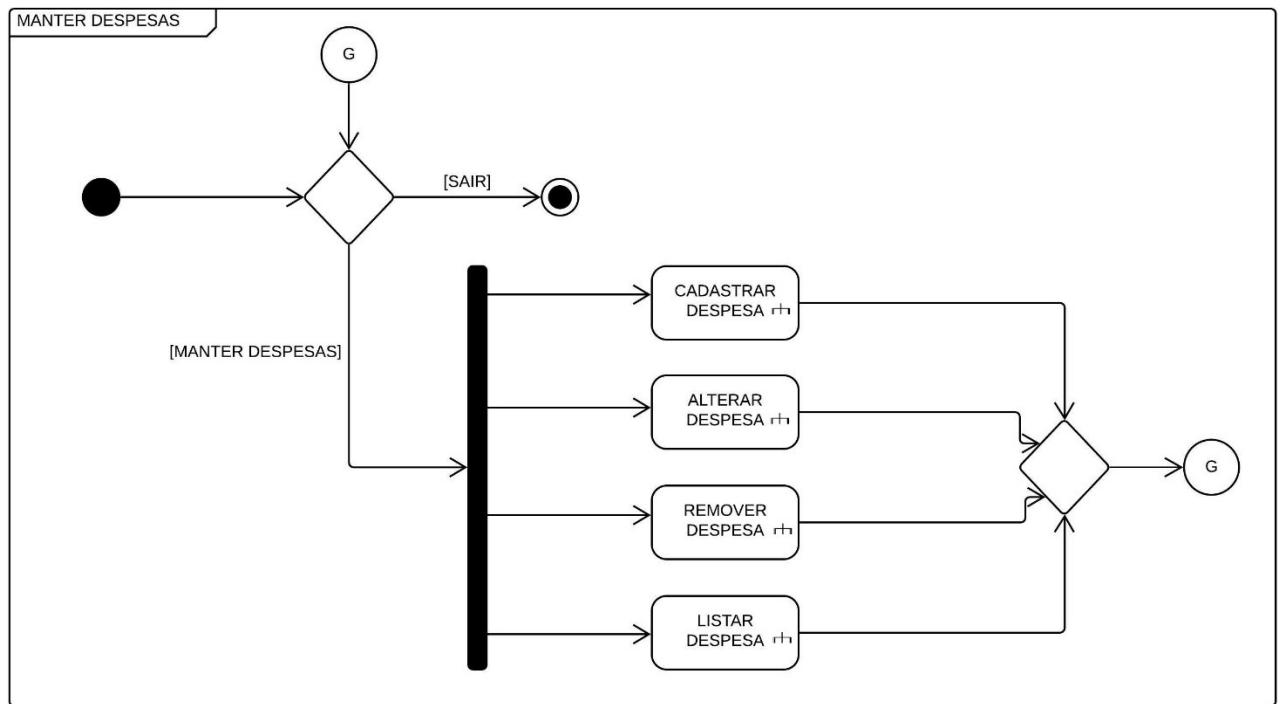 MANTER DESPESAS
G
[SAIR]
[MANTER DESPESAS]
CADASTRAR
DESPESA
ALTERAR
DESPESA
REMOVER
DESPESA
LISTAR
DESPESA
G